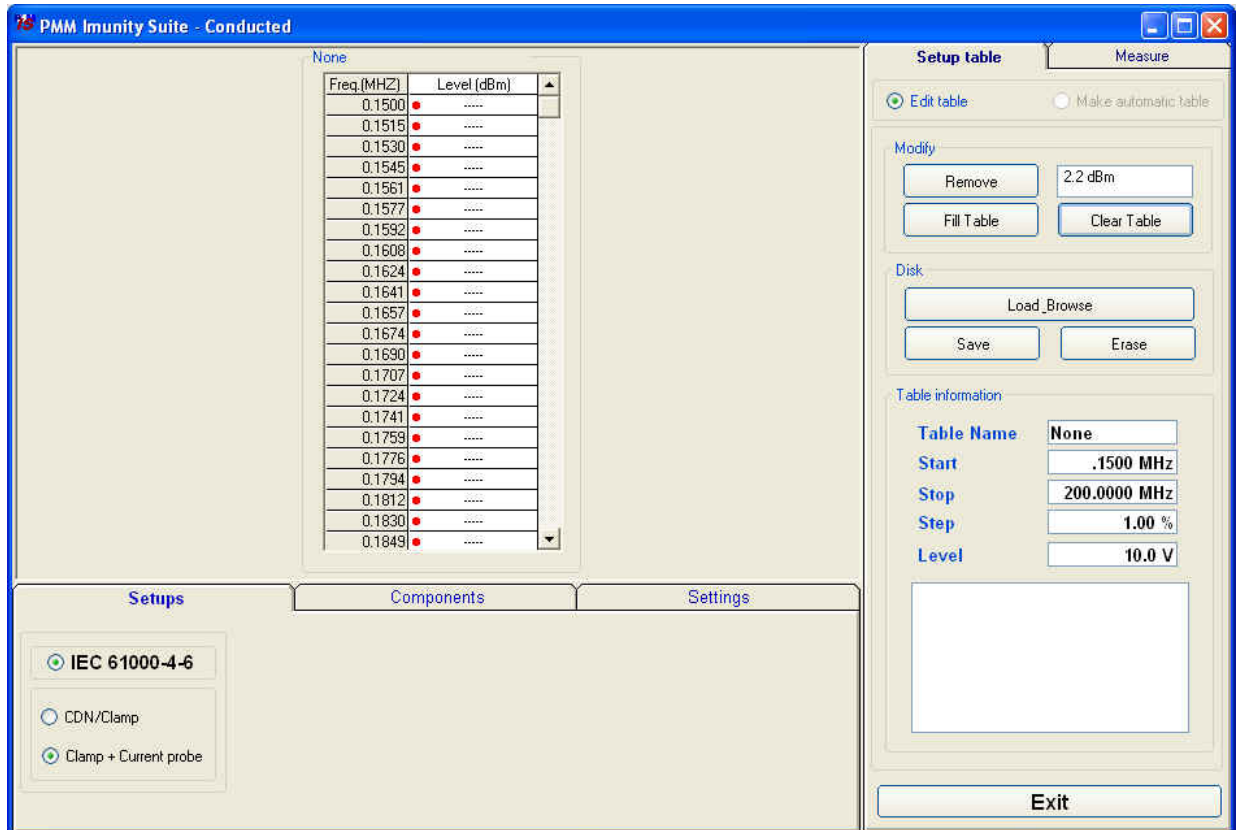 PMM Imunity Suite - Conducted
None
Freq.(MHZ) Level (dBm)
0.1500 -----
0.1515 -----
0.1530 -----
0.1545 -----
0.1561 -----
0.1577 -----
0.1592 -----
0.1608 -----
0.1624 -----
0.1641 -----
0.1657 -----
0.1674 -----
0.1690 -----
0.1707 -----
0.1724 -----
0.1741 -----
0.1759 -----
0.1776 -----
0.1794 -----
0.1812 -----
0.1830 -----
0.1849 -----
Setup table Measure
Edit table Make automatic table
Modify
Remove 2.2 dBm
Fill Table Clear Table
Disk
Load_Browse
Save Erase
Table information
Table Name None
Start .1500 MHz
Stop 200.0000 MHz
Step 1.00 %
Level 10.0 V
Exit
Setups Components Settings
IEC 61000-4-6
CDN/Clamp
Clamp + Current probe